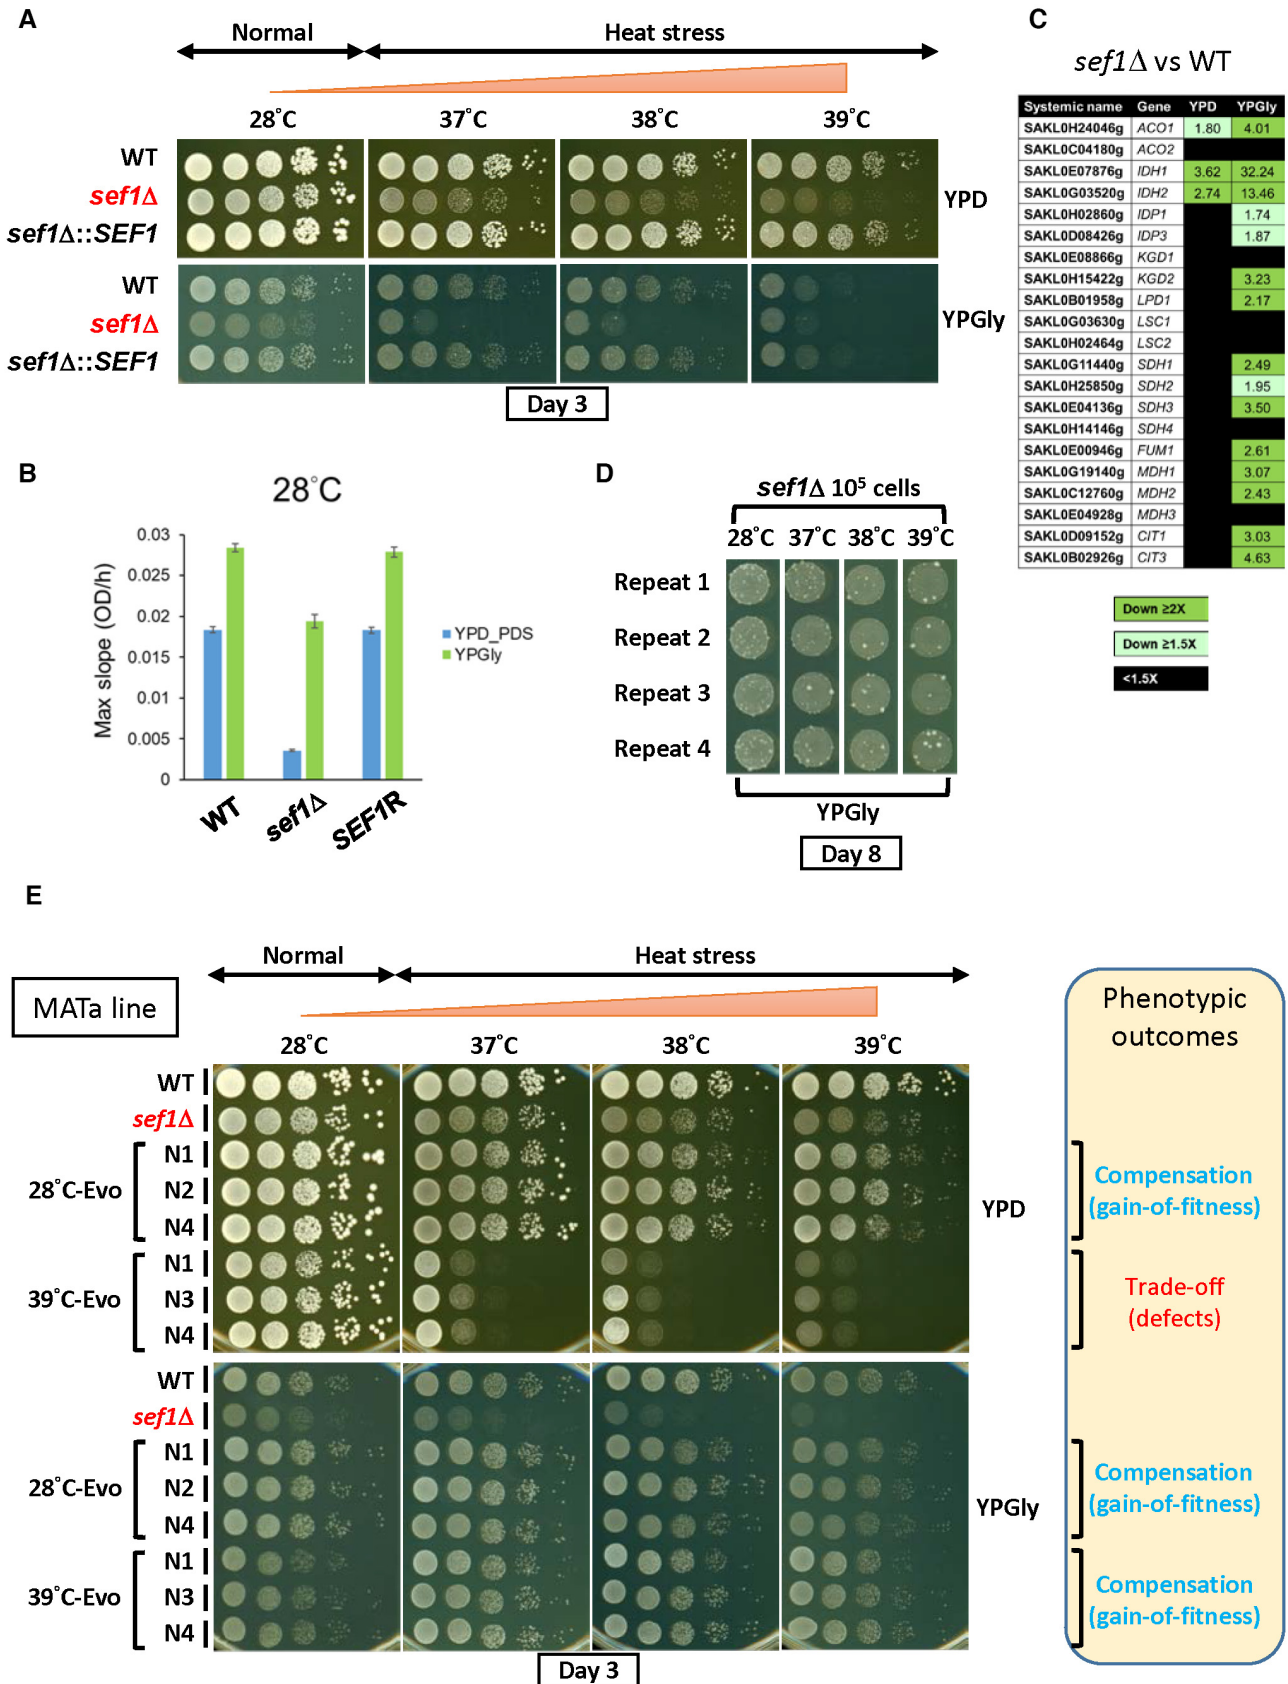 A
Normal
Heat stress
28°C 37°C 38°C 39°C
WT
sef1Δ
sef1Δ::SEF1
YPD
WT
sef1Δ
sef1Δ::SEF1
YPGly
Day 3
B
28°C
Max slope (OD/h)
0.03
0.025
0.02
0.015
0.01
0.005
0
WT sef1Δ SEF1R
YPD_PDS
YPGly
C
sef1Δ vs WT
Systemic name Gene YPD YPGly
SAKL0H24046g ACO1 1.80 4.01
SAKL0C04180g ACO2
SAKL0E07876g IDH1 3.62 32.24
SAKL0G03520g IDH2 2.74 13.46
SAKL0H02860g IDP1 1.74
SAKL0D08426g IDP3 1.87
SAKL0E08866g KGD1
SAKL0H15422g KGD2 3.23
SAKL0B01958g LPD1 2.17
SAKL0G03630g LSC1
SAKL0H02464g LSC2
SAKL0G11440g SDH1 2.49
SAKL0H25850g SDH2 1.95
SAKL0E04136g SDH3 3.50
SAKL0H14146g SDH4
SAKL0E00946g FUM1 2.61
SAKL0G19140g MDH1 3.07
SAKL0C12760g MDH2 2.43
SAKL0E04928g MDH3
SAKL0D09152g CIT1 3.03
SAKL0B02926g CIT3 4.63
Down ≥2X
Down ≥1.5X
<1.5X
D
sef1Δ 10⁵ cells
28°C 37°C 38°C 39°C
Repeat 1
Repeat 2
Repeat 3
Repeat 4
YPGly
Day 8
E
MATa line
Normal
Heat stress
28°C 37°C 38°C 39°C
WT
sef1Δ
28°C-Evo
N1
N2
N4
39°C-Evo
N1
N3
N4
YPD
WT
sef1Δ
28°C-Evo
N1
N2
N4
39°C-Evo
N1
N3
N4
YPGly
Day 3
Phenotypic
outcomes
Compensation
(gain-of-fitness)
Trade-off
(defects)
Compensation
(gain-of-fitness)
Compensation
(gain-of-fitness)